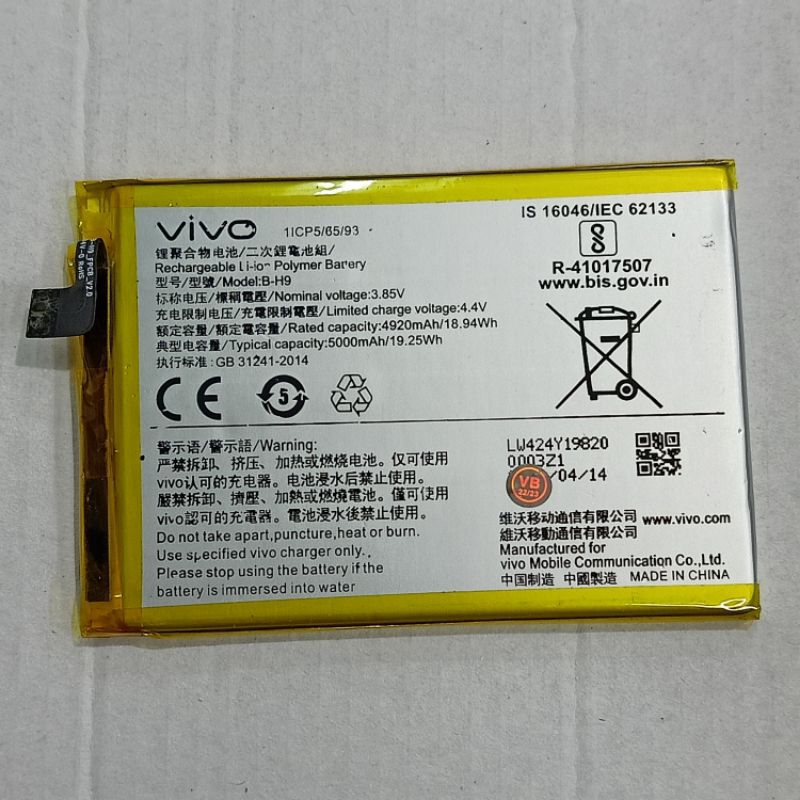 vivo 1ICP5/65/93
锂聚合物电池/二次鋰電池組/
Rechargeable Li-ion Polymer Battery
型号/型號/Model:B-H9
标称电压/標稱電壓/Nominal voltage:3.85V
充电限制电压/充電限制電壓/Limited charge voltage:4.4V
额定容量/額定容量/Rated capacity:4920mAh/18.94Wh
典型电容/電容量/Typical capacity:5000mAh/19.25Wh
执行标准:GB 31241-2014
CE
5
IS 16046/IEC 62133
R-41017507
www.bis.gov.in
警示语/警示語/Warning:
严禁拆卸、挤压、加热或燃烧电池。仅可使用
vivo认可的充电器。电池浸水后禁止使用。
嚴禁拆卸、擠壓、加熱或燃燒電池。僅可使用
vivo認可的充電器。電池浸水後禁止使用。
Do not take apart,puncture,heat or burn.
Use specified vivo charger only.
Please stop using the battery if the
battery is immersed into water
LW424Y19820
0003Z1
/04/14
VB
22/23
维沃移动通信有限公司 www.vivo.com
維沃移動通信有限公司
Manufactured for
vivo Mobile Communication Co.,Ltd.
中国制造 中國製造 MADE IN CHINA
FPCB_V2.0
4V-0 RoHS